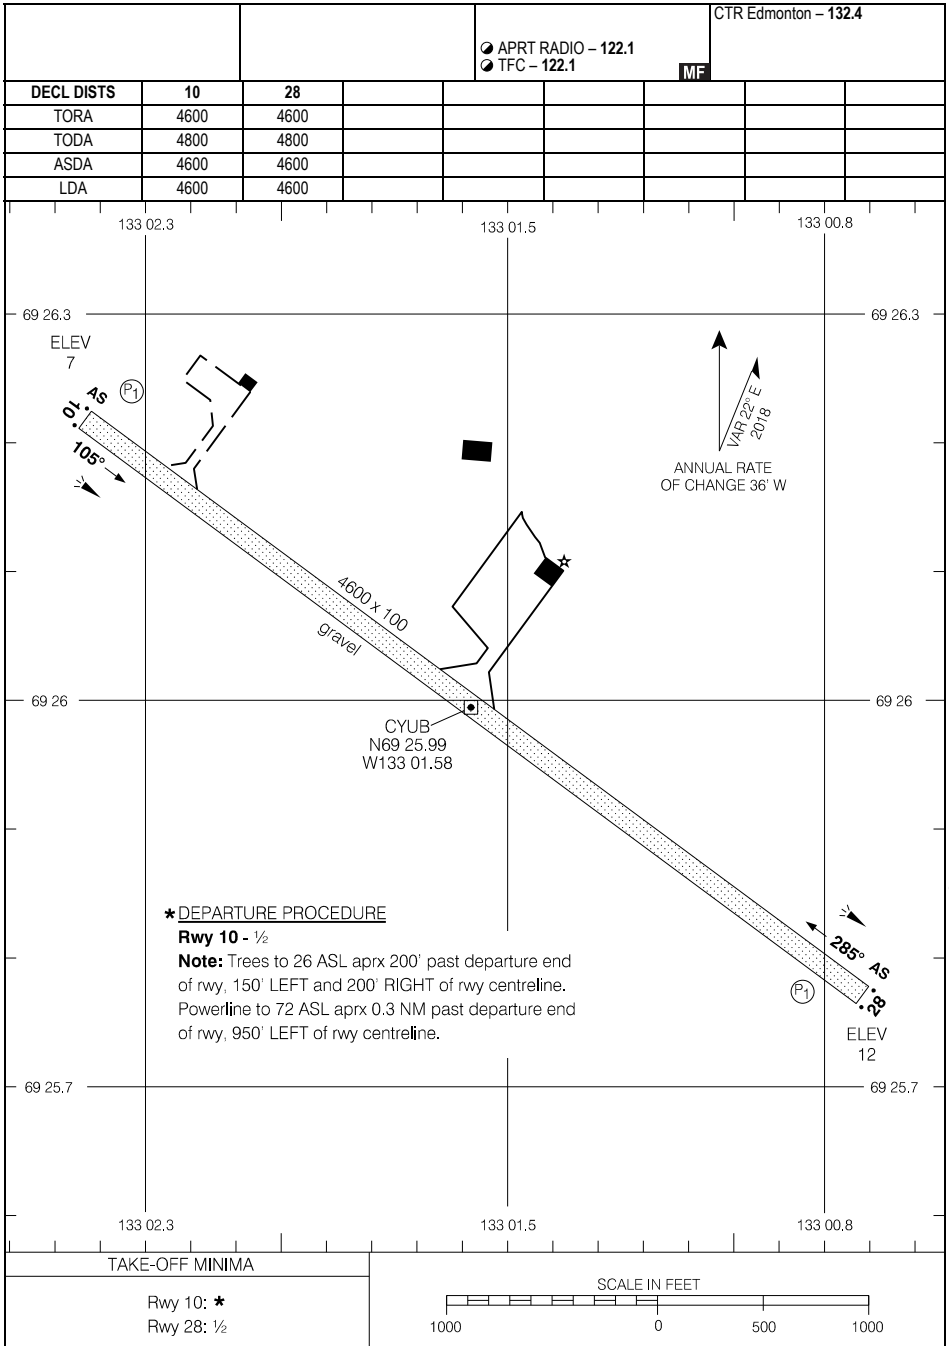 CTR Edmonton – 132.4
APRT RADIO – 122.1
TFC – 122.1
MF
DECL DISTS 10 28
TORA 4600 4600
TODA 4800 4800
ASDA 4600 4600
LDA 4600 4600
133 02.3 133 01.5 133 00.8
69 26.3 69 26.3
ELEV
7
AS
P1
10
105°
VAR 22° E
2018
ANNUAL RATE
OF CHANGE 36' W
4600 x 100
gravel
69 26 69 26
CYUB
N69 25.99
W133 01.58
* DEPARTURE PROCEDURE
Rwy 10 - ½
Note: Trees to 26 ASL aprx 200' past departure end
of rwy, 150' LEFT and 200' RIGHT of rwy centreline.
Powerline to 72 ASL aprx 0.3 NM past departure end
of rwy, 950' LEFT of rwy centreline.
285° AS
P1
28
ELEV
12
69 25.7 69 25.7
133 02.3 133 01.5 133 00.8
TAKE-OFF MINIMA
Rwy 10: *
Rwy 28: ½
SCALE IN FEET
1000 0 500 1000